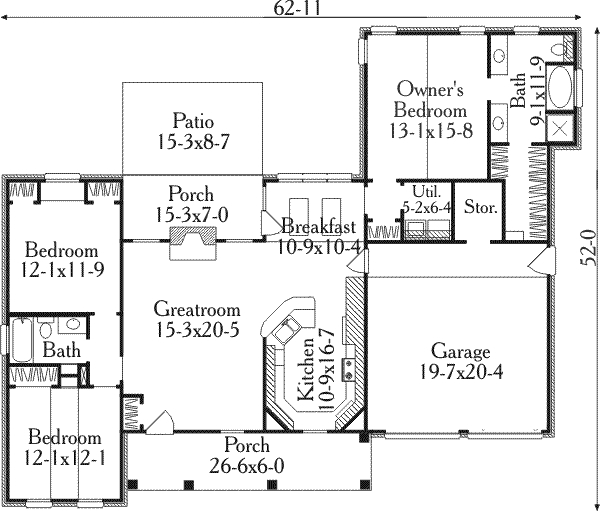 62-11
Owner's
Bedroom
13-1x15-8
Bath
9-1x11-9
Patio
15-3x8-7
Porch
15-3x7-0
Util.
5-2x6-4
Stor.
Breakfast
10-9x10-4
52-0
Bedroom
12-1x11-9
Greatroom
15-3x20-5
Kitchen
10-9x16-7
Garage
19-7x20-4
Bath
Bedroom
12-1x12-1
Porch
26-6x6-0